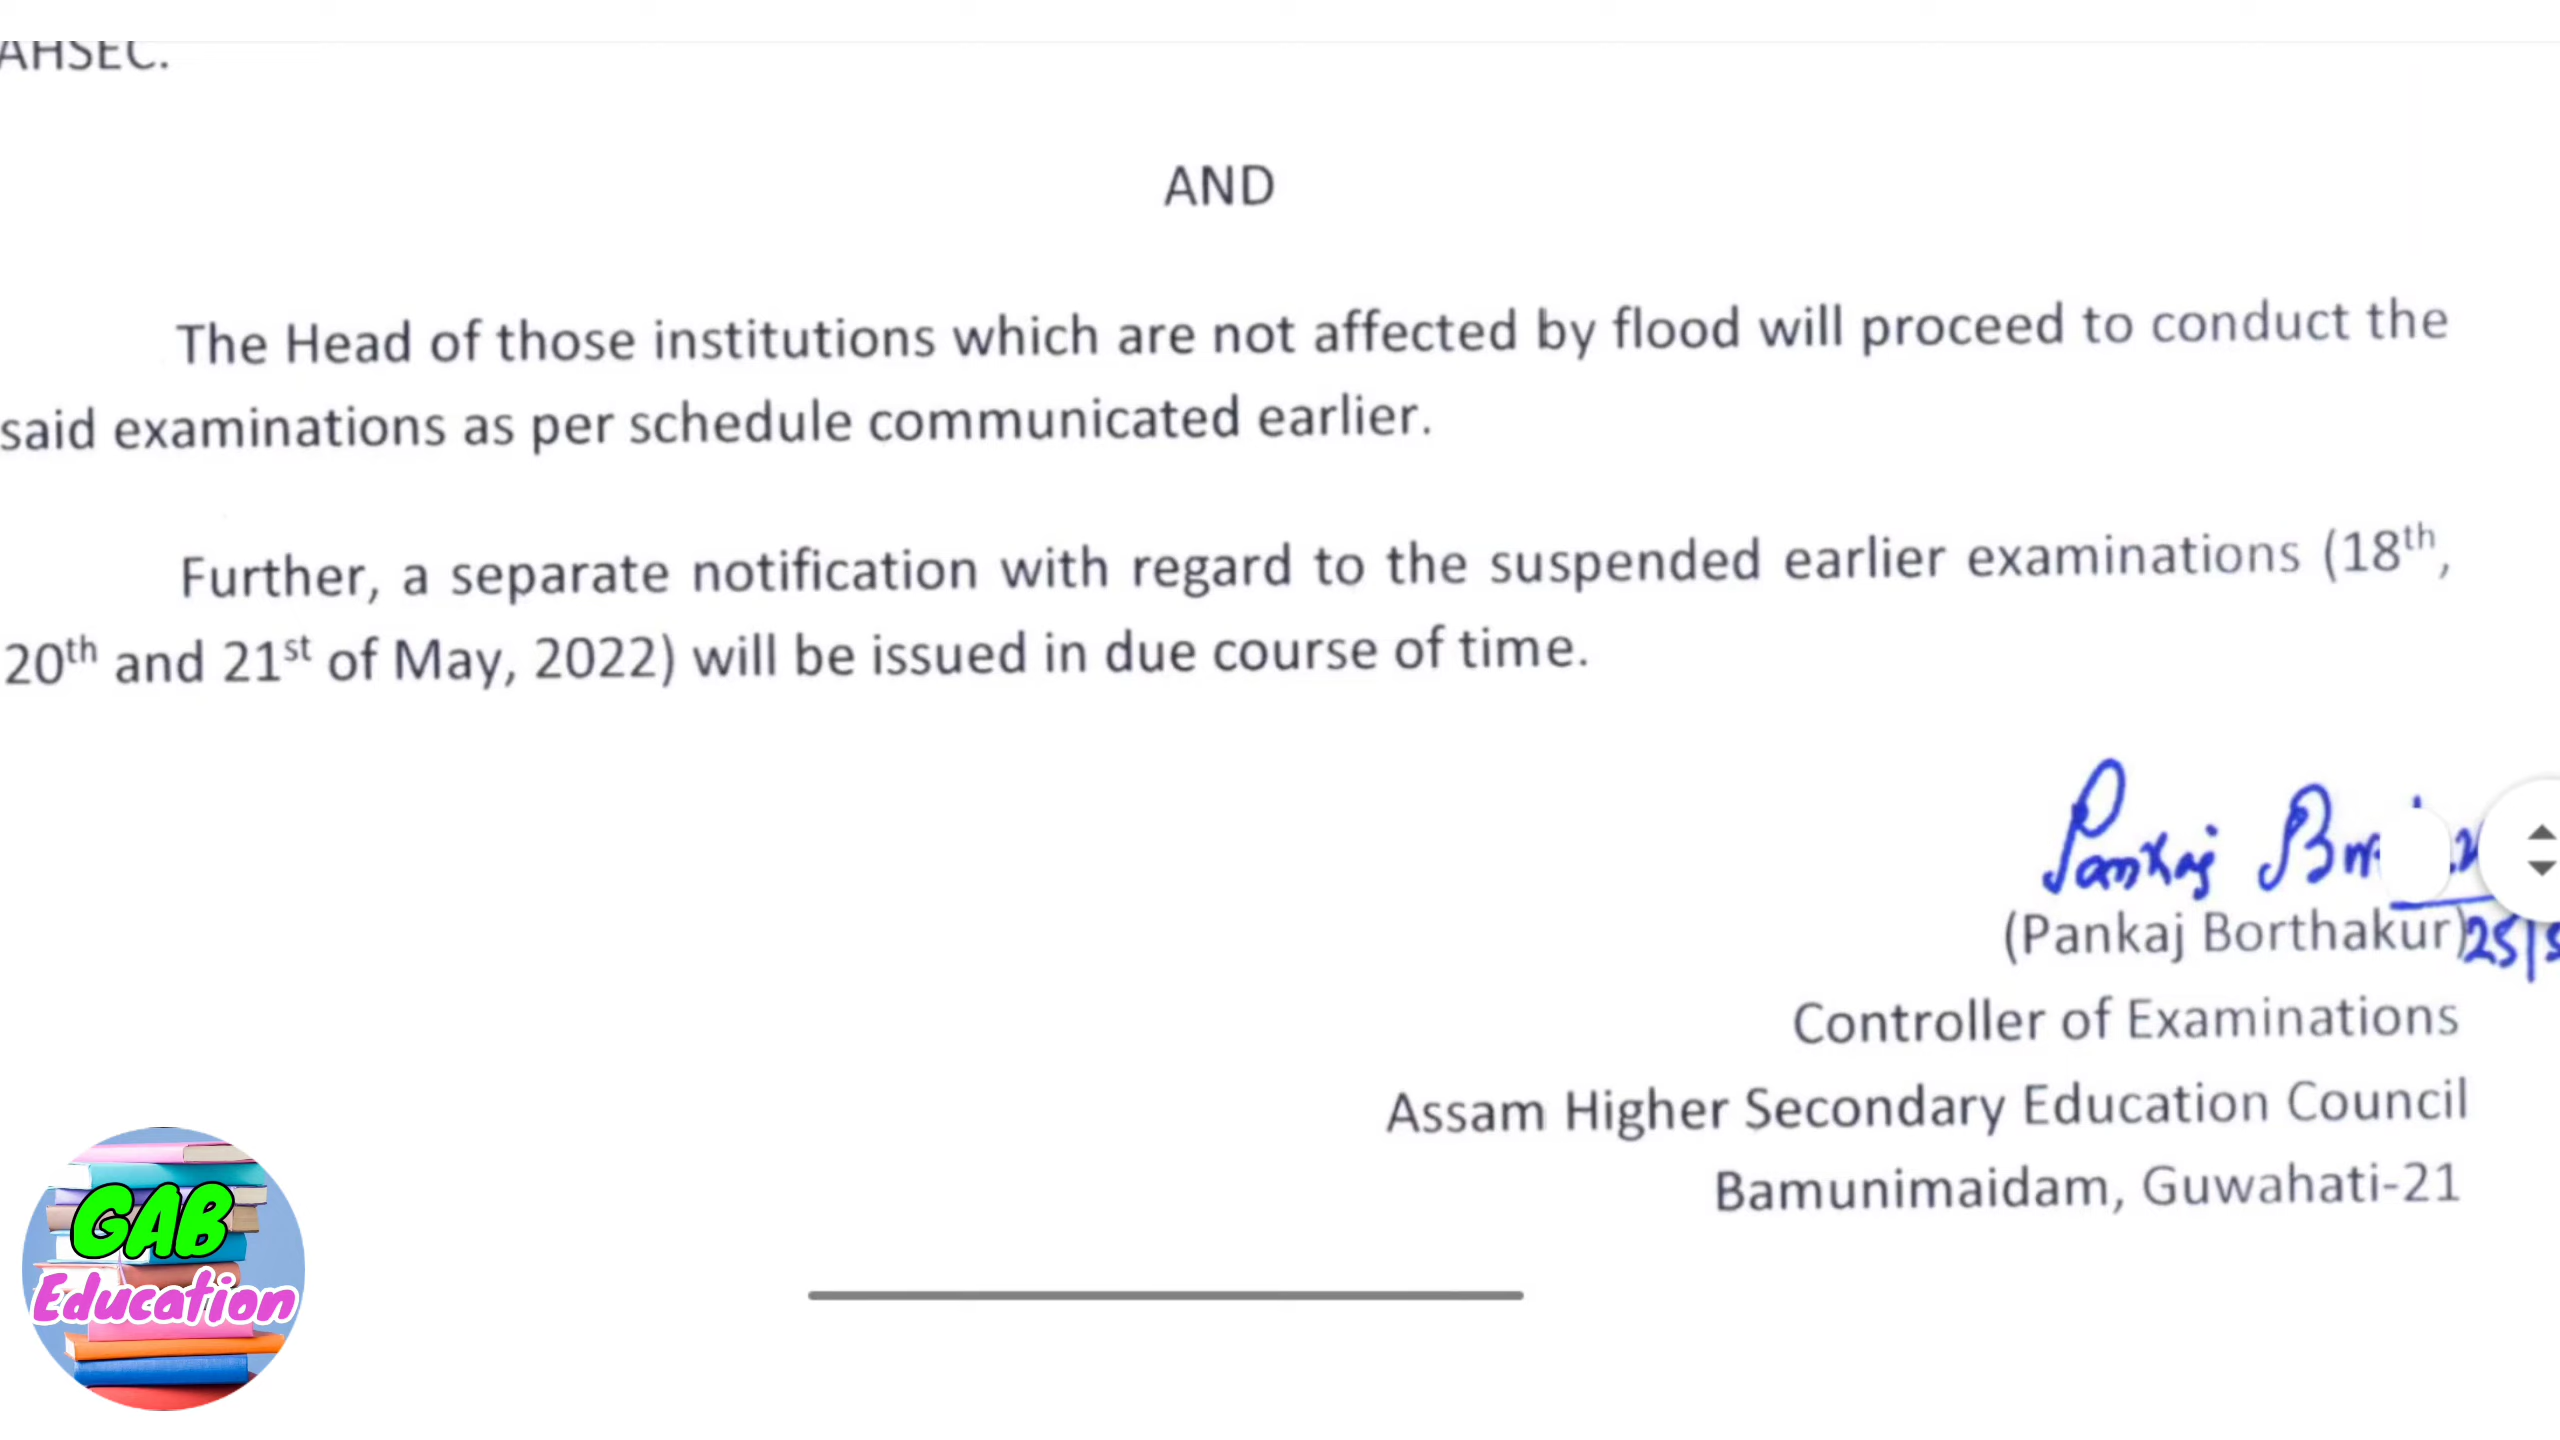 AHSEC.
AND
The Head of those institutions which are not affected by flood will proceed to conduct the
said examinations as per schedule communicated earlier.
Further, a separate notification with regard to the suspended earlier examinations (18th,
20th and 21st of May, 2022) will be issued in due course of time.
Pankaj
(Pankaj Borthakur) 25/5
Controller of Examinations
Assam Higher Secondary Education Council
Bamunimaidam, Guwahati-21
GAB
Education